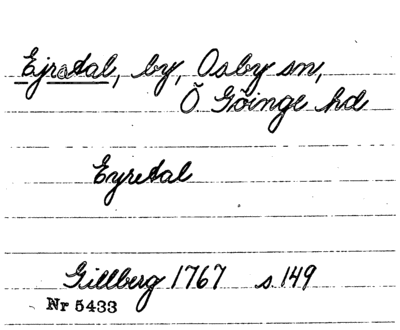 Ejradal, by, Osby sn,
Ö Göinge hd
Eyredal
Gillberg 1767 s 149
Nr 5433